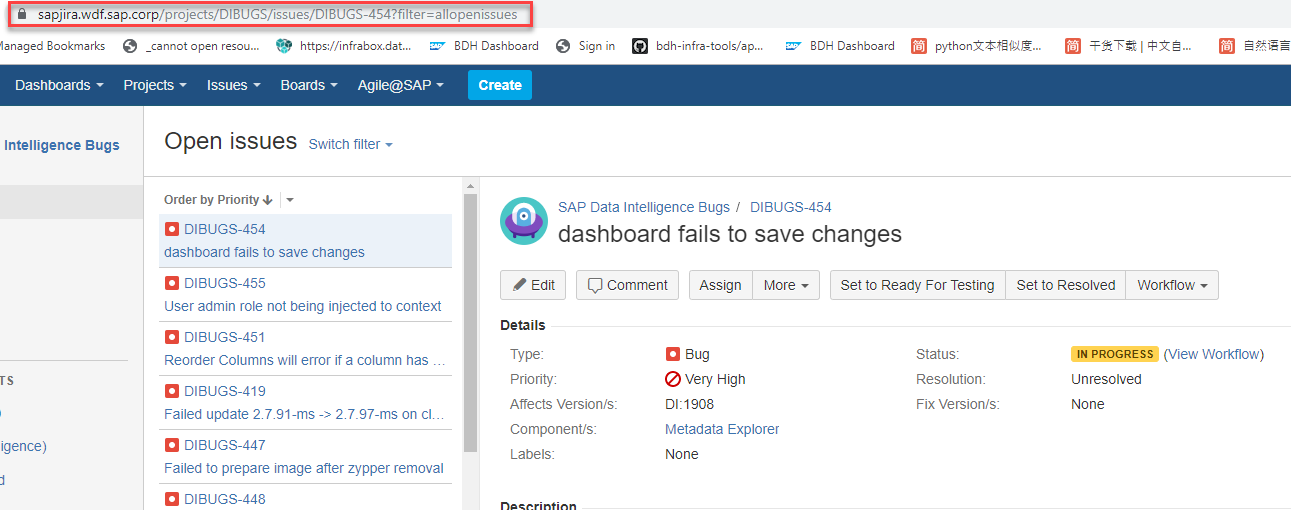 sapjira.wdf.sap.corp/projects/DIBUGS/issues/DIBUGS-454?filter=allopenissues
Managed Bookmarks _cannot open resou... https://infrabox.dat... BDH Dashboard Sign in bdh-infra-tools/ap... BDH Dashboard 简 python文本相似度... 简 干货下载 | 中文自... 简 自然语言
Dashboards Projects Issues Boards Agile@SAP Create
Intelligence Bugs
Open issues Switch filter
Order by Priority
DIBUGS-454
dashboard fails to save changes
DIBUGS-455
User admin role not being injected to context
DIBUGS-451
Reorder Columns will error if a column has ...
DIBUGS-419
Failed update 2.7.91-ms -> 2.7.97-ms on cl...
DIBUGS-447
Failed to prepare image after zypper removal
DIBUGS-448
TS
ligence)
d
SAP Data Intelligence Bugs / DIBUGS-454
dashboard fails to save changes
Edit Comment Assign More Set to Ready For Testing Set to Resolved Workflow
Details
Type: Bug Status: IN PROGRESS (View Workflow)
Priority: Very High Resolution: Unresolved
Affects Version/s: DI:1908 Fix Version/s: None
Component/s: Metadata Explorer
Labels: None
Description